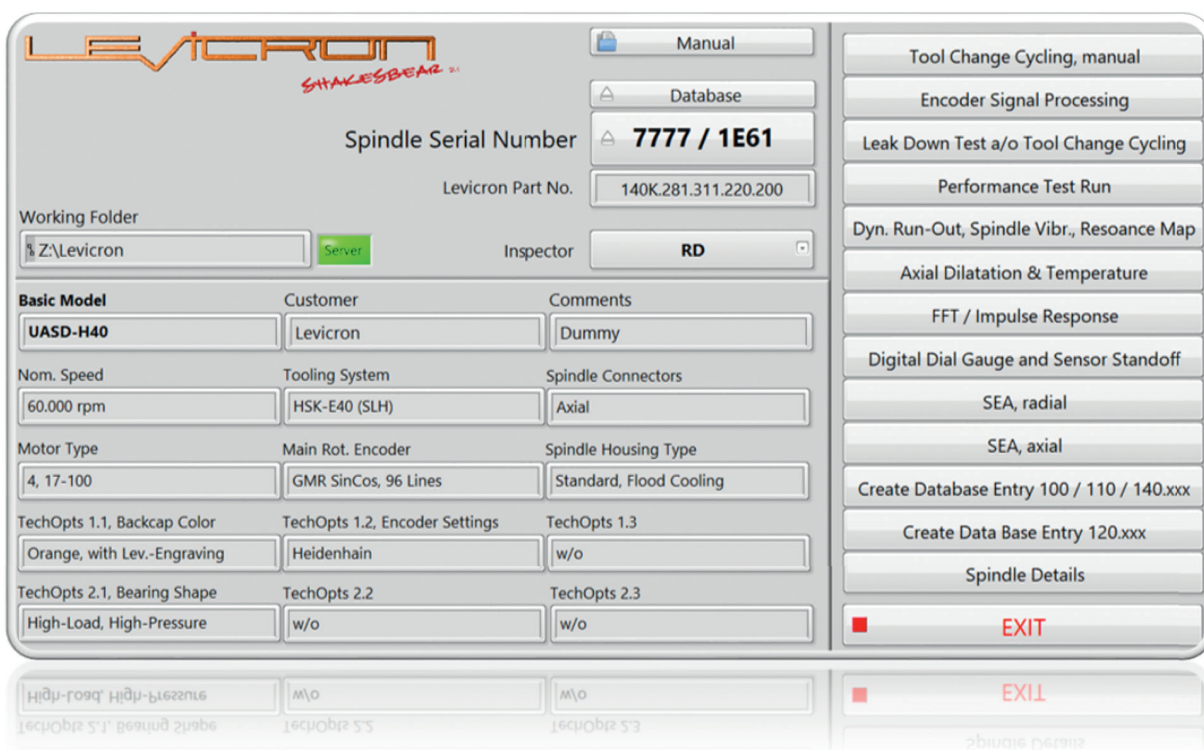 LEVICRON
SHAKESBEAR 2.1
Manual
Database
Spindle Serial Number
7777 / 1E61
Levicron Part No.
140K.281.311.220.200
Working Folder
Z:\Levicron
Server
Inspector
RD
Basic Model
Customer
Comments
UASD-H40
Levicron
Dummy
Nom. Speed
Tooling System
Spindle Connectors
60.000 rpm
HSK-E40 (SLH)
Axial
Motor Type
Main Rot. Encoder
Spindle Housing Type
4, 17-100
GMR SinCos, 96 Lines
Standard, Flood Cooling
TechOpts 1.1, Backcap Color
TechOpts 1.2, Encoder Settings
TechOpts 1.3
Orange, with Lev.-Engraving
Heidenhain
w/o
TechOpts 2.1, Bearing Shape
TechOpts 2.2
TechOpts 2.3
High-Load, High-Pressure
w/o
w/o
Tool Change Cycling, manual
Encoder Signal Processing
Leak Down Test a/o Tool Change Cycling
Performance Test Run
Dyn. Run-Out, Spindle Vibr., Resoance Map
Axial Dilatation & Temperature
FFT / Impulse Response
Digital Dial Gauge and Sensor Standoff
SEA, radial
SEA, axial
Create Database Entry 100 / 110 / 140.xxx
Create Data Base Entry 120.xxx
Spindle Details
EXIT